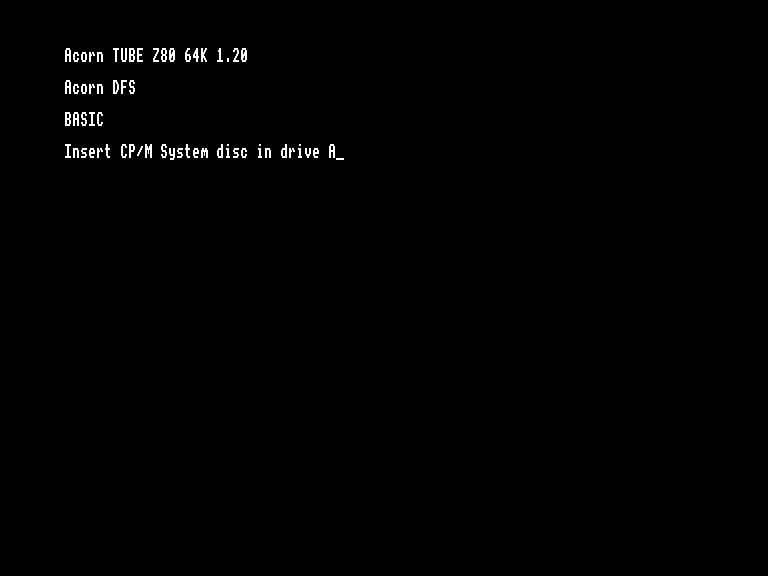 Acorn TUBE Z80 64K 1.20
Acorn DFS
BASIC
Insert CP/M System disc in drive A_